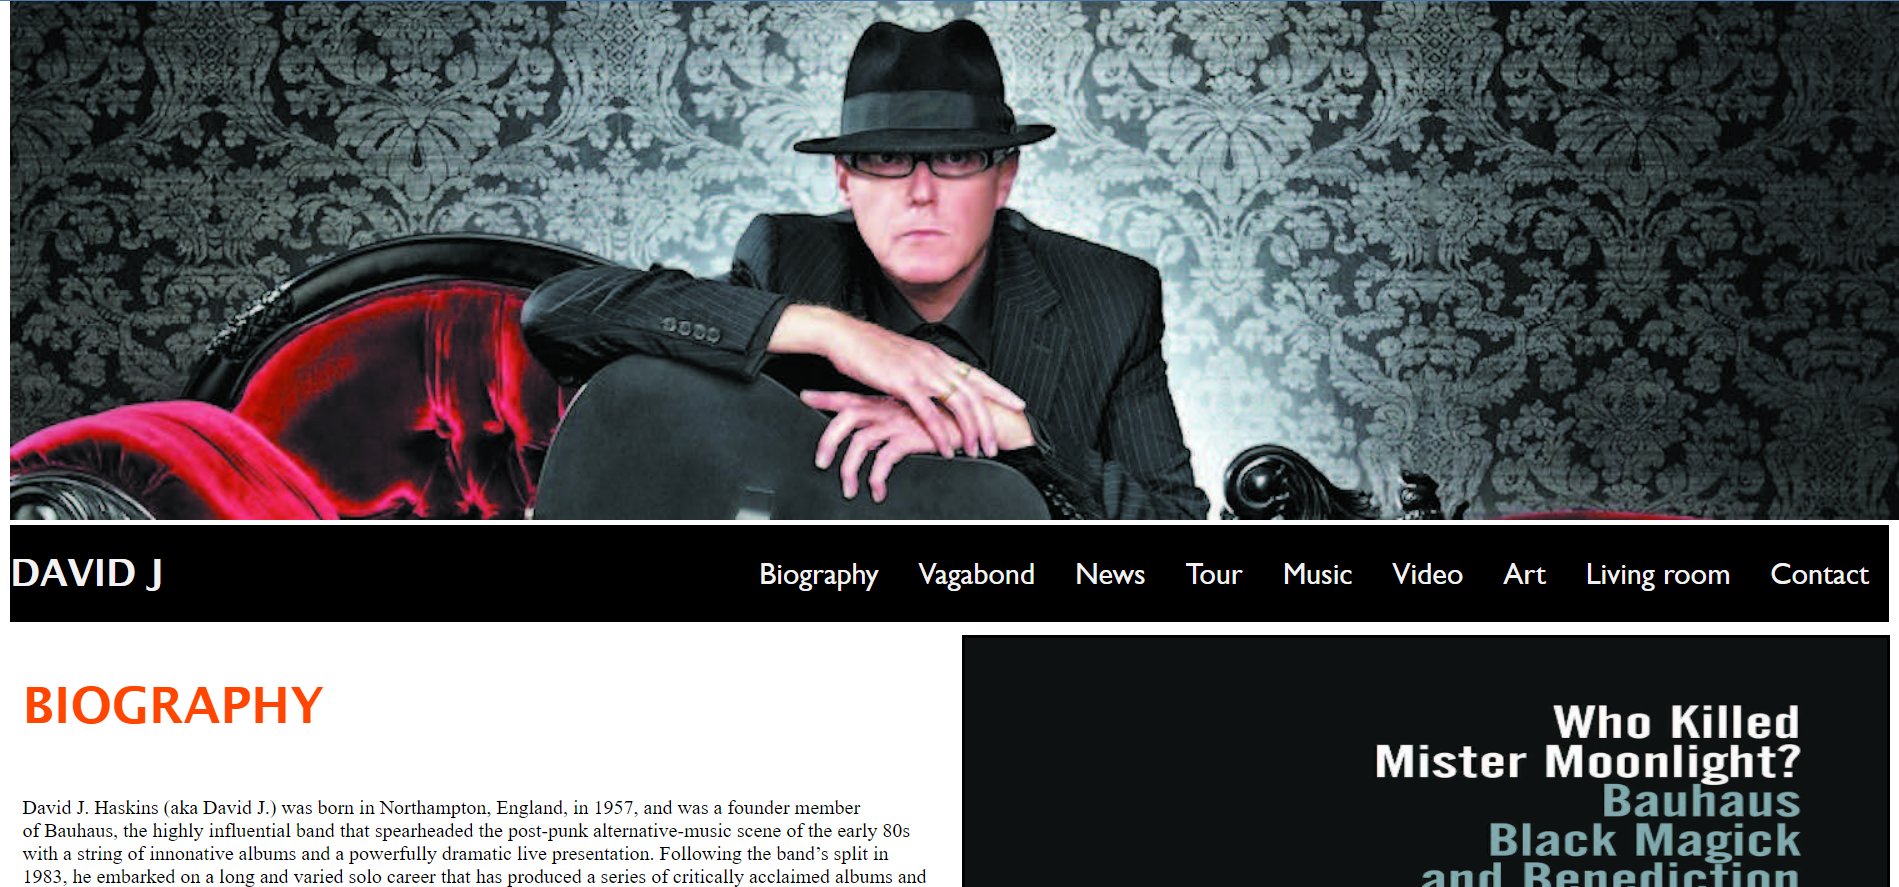 DAVID J
Biography Vagabond News Tour Music Video Art Living room Contact
BIOGRAPHY
David J. Haskins (aka David J.) was born in Northampton, England, in 1957, and was a founder member
of Bauhaus, the highly influential band that spearheaded the post-punk alternative-music scene of the early 80s
with a string of innonative albums and a powerfully dramatic live presentation. Following the band’s split in
1983, he embarked on a long and varied solo career that has produced a series of critically acclaimed albums and
Who Killed
Mister Moonlight?
Bauhaus
Black Magick
and Benediction